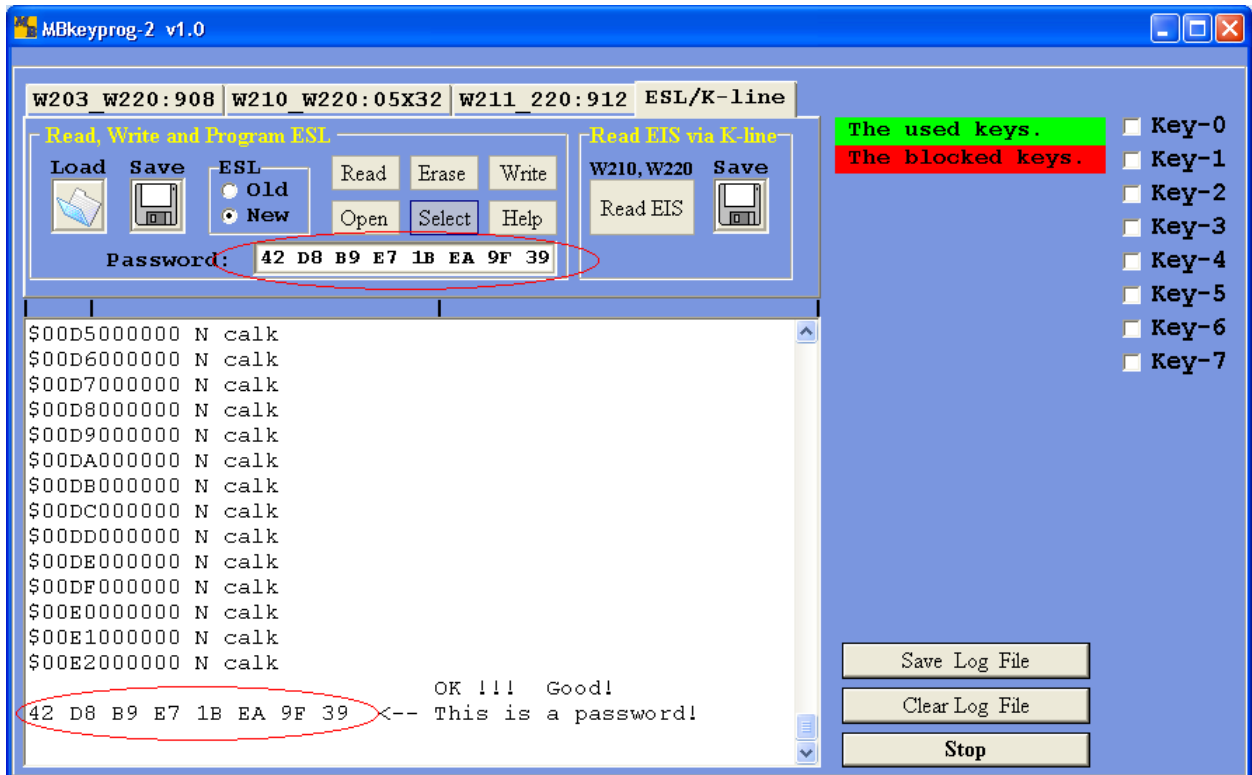 MBkeyprog-2 v1.0
W203_W220:908 W210_W220:05X32 W211_220:912 ESL/K-line
Read, Write and Program ESL
Load Save
ESL
Old
New
Read Erase Write
Open Select Help
Password: 42 D8 B9 E7 1B EA 9F 39
Read EIS via K-line
W210, W220 Save
Read EIS
The used keys.
The blocked keys.
Key-0
Key-1
Key-2
Key-3
Key-4
Key-5
Key-6
Key-7
$00D5000000 N calk
$00D6000000 N calk
$00D7000000 N calk
$00D8000000 N calk
$00D9000000 N calk
$00DA000000 N calk
$00DB000000 N calk
$00DC000000 N calk
$00DD000000 N calk
$00DE000000 N calk
$00DF000000 N calk
$00E0000000 N calk
$00E1000000 N calk
$00E2000000 N calk
OK !!! Good!
42 D8 B9 E7 1B EA 9F 39 <-- This is a password!
Save Log File
Clear Log File
Stop